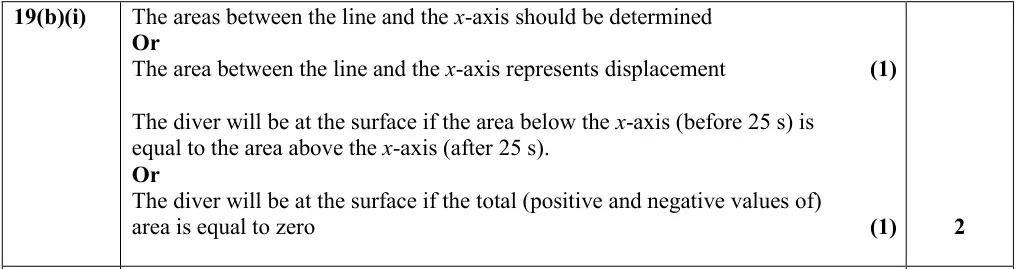 19(b)(i) The areas between the line and the x-axis should be determined
Or
The area between the line and the x-axis represents displacement (1)
The diver will be at the surface if the area below the x-axis (before 25 s) is
equal to the area above the x-axis (after 25 s).
Or
The diver will be at the surface if the total (positive and negative values of)
area is equal to zero (1) 2